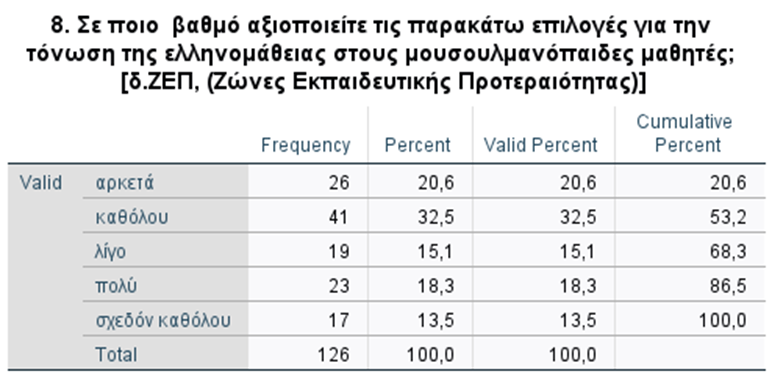 8. Σε ποιο βαθμό αξιοποιείτε τις παρακάτω επιλογές για την
τόνωση της ελληνομάθειας στους μουσουλμανόπαιδες μαθητές;
[δ.ΖΕΠ, (Ζώνες Εκπαιδευτικής Προτεραιότητας)]
Frequency Percent Valid Percent Cumulative Percent
Valid αρκετά 26 20,6 20,6 20,6
καθόλου 41 32,5 32,5 53,2
λίγο 19 15,1 15,1 68,3
πολύ 23 18,3 18,3 86,5
σχεδόν καθόλου 17 13,5 13,5 100,0
Total 126 100,0 100,0